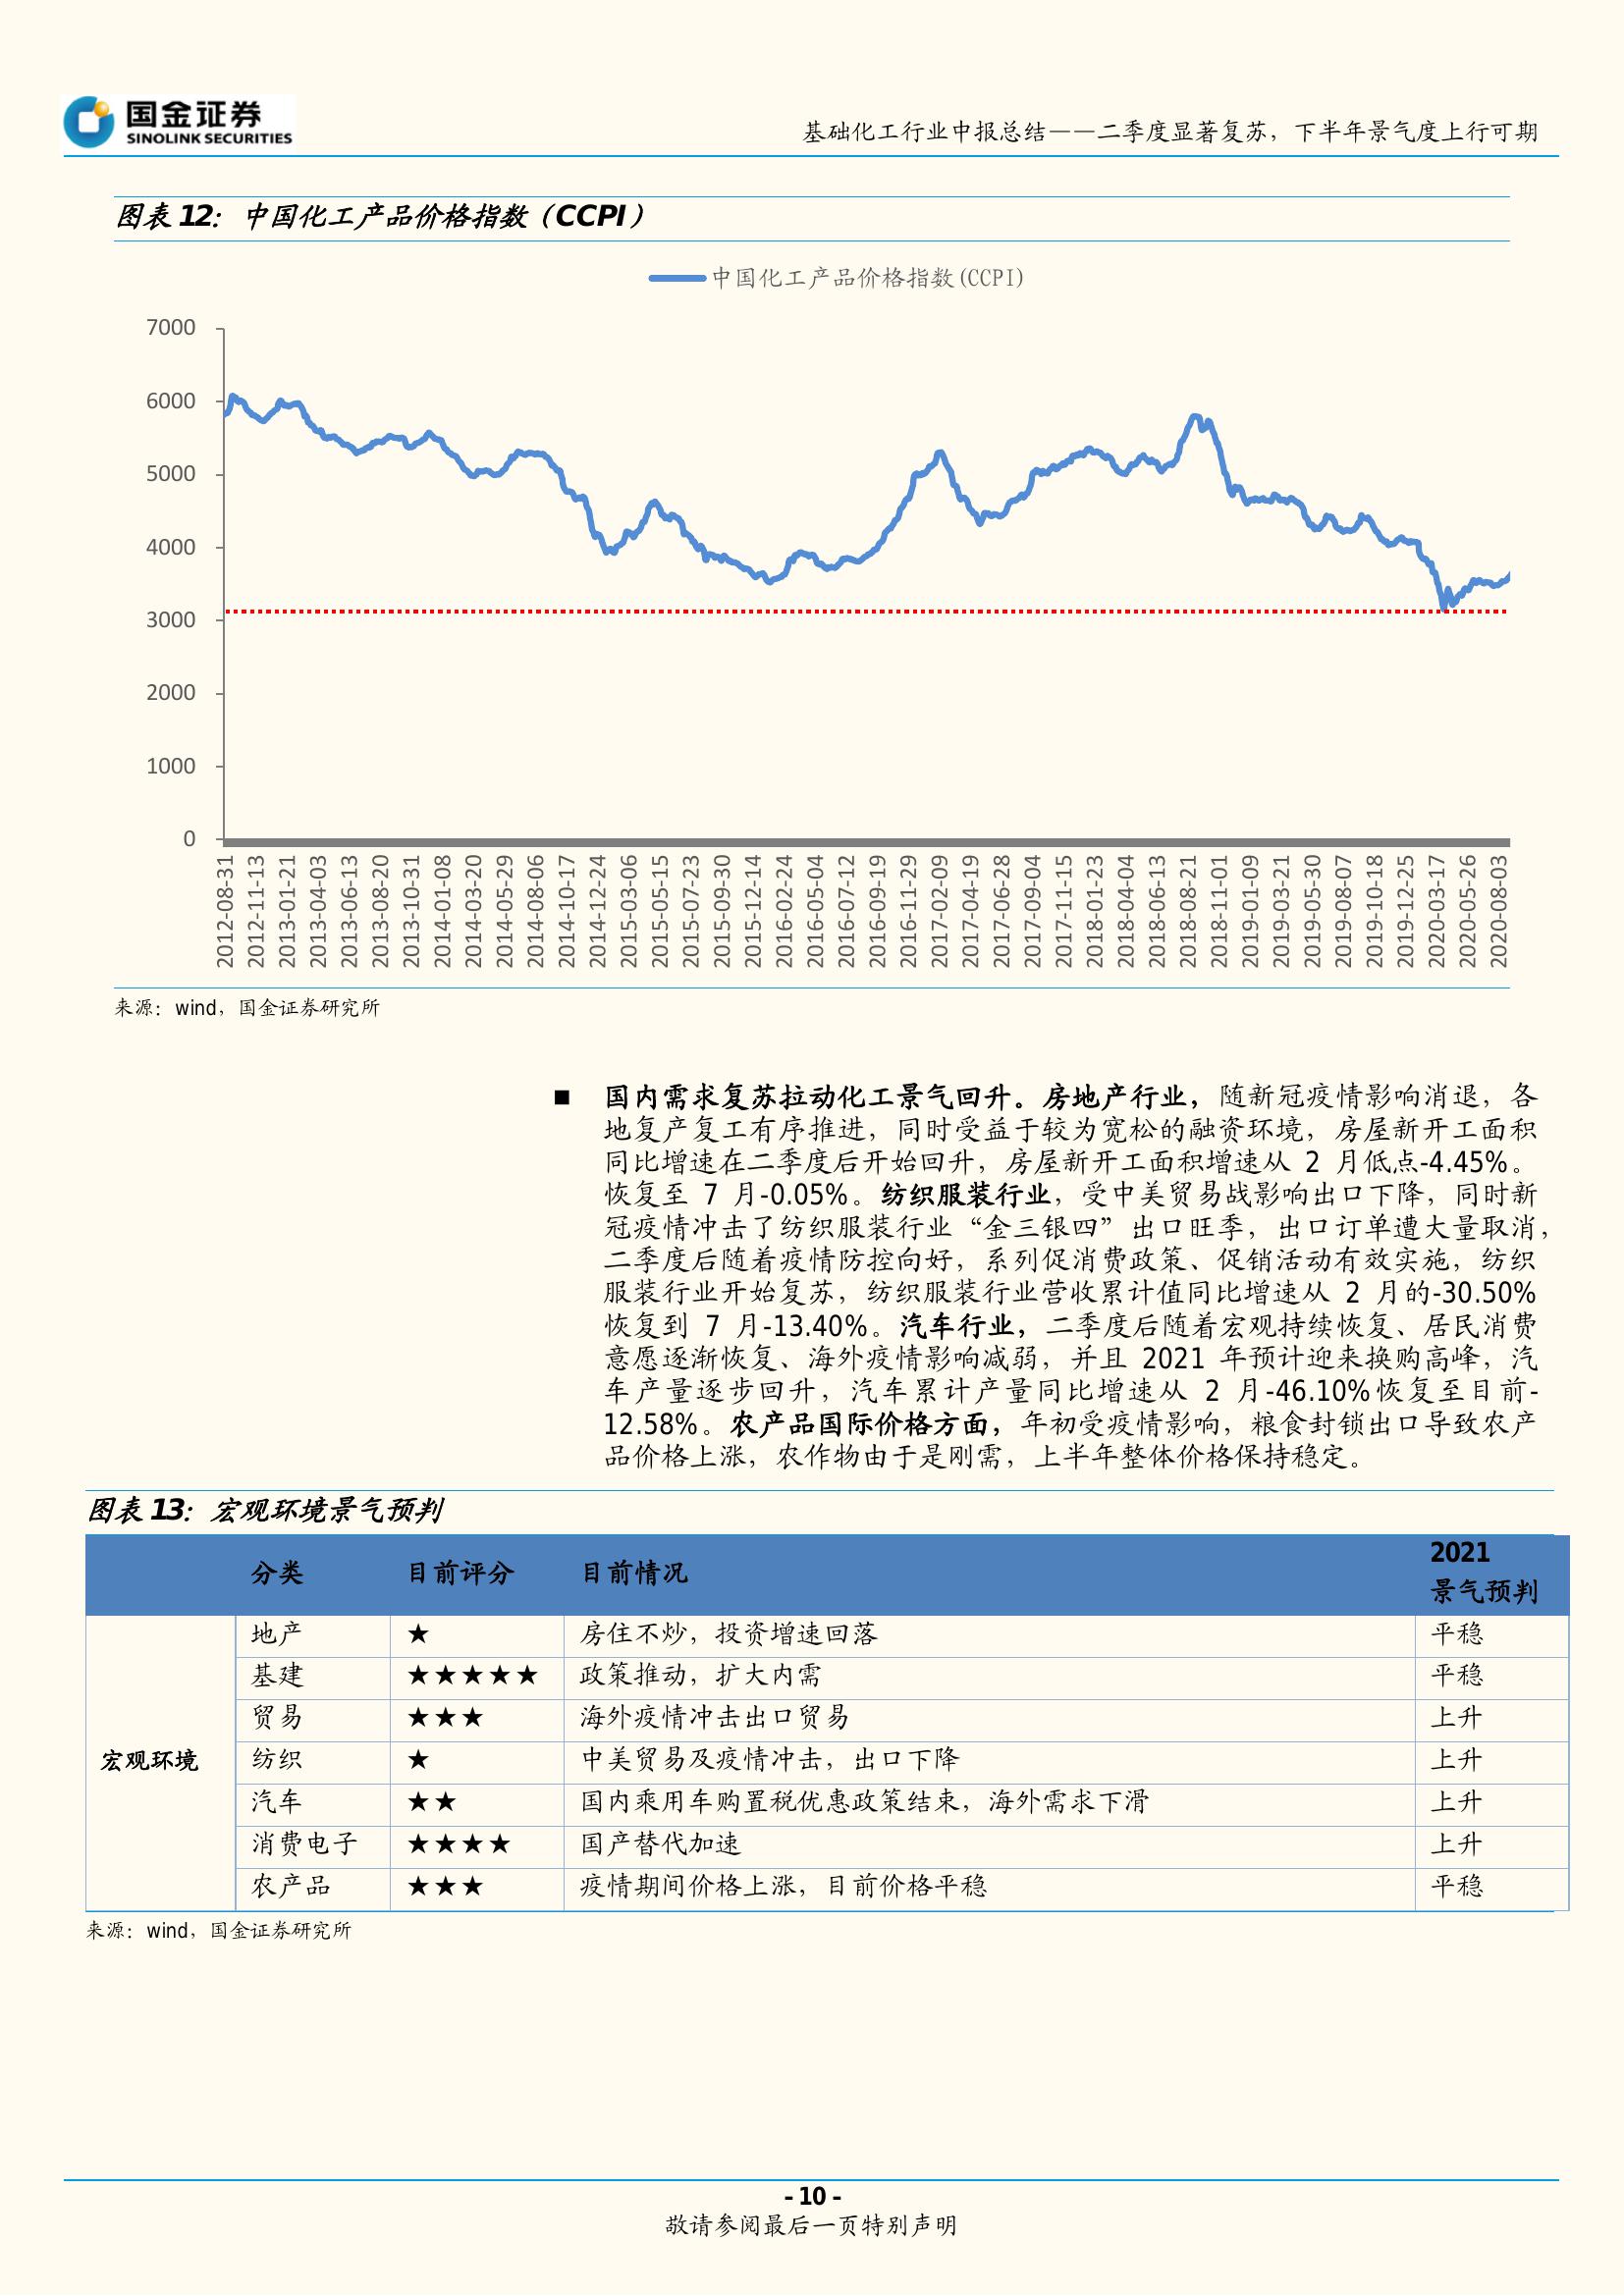 国金证券
SINOLINK SECURITIES
基础化工行业中报总结——二季度显著复苏，下半年景气度上行可期
图表12：中国化工产品价格指数（CCPI）
中国化工产品价格指数(CCPI)
7000
6000
5000
4000
3000
2000
1000
0
2012-08-31
2012-11-13
2013-01-21
2013-04-03
2013-06-13
2013-08-20
2013-10-31
2014-01-08
2014-03-20
2014-05-29
2014-08-06
2014-10-17
2014-12-24
2015-03-06
2015-05-15
2015-07-23
2015-09-30
2015-12-14
2016-02-24
2016-05-04
2016-07-12
2016-09-19
2016-11-29
2017-02-09
2017-04-19
2017-06-28
2017-09-04
2017-11-15
2018-01-23
2018-04-04
2018-06-13
2018-08-21
2018-11-01
2019-01-09
2019-03-21
2019-05-30
2019-08-07
2019-10-18
2019-12-25
2020-03-17
2020-05-26
2020-08-03
来源：wind，国金证券研究所
■ 国内需求复苏拉动化工景气回升。房地产行业，随新冠疫情影响消退，各
地复产复工有序推进，同时受益于较为宽松的融资环境，房屋新开工面积
同比增速在二季度后开始回升，房屋新开工面积增速从 2 月低点-4.45%。
恢复至 7 月-0.05%。纺织服装行业，受中美贸易战影响出口下降，同时新
冠疫情冲击了纺织服装行业“金三银四”出口旺季，出口订单遭大量取消，
二季度后随着疫情防控向好，系列促消费政策、促销活动有效实施，纺织
服装行业开始复苏，纺织服装行业营收累计值同比增速从 2 月的-30.50%
恢复到 7 月-13.40%。汽车行业，二季度后随着宏观持续恢复、居民消费
意愿逐渐恢复、海外疫情影响减弱，并且 2021 年预计迎来换购高峰，汽
车产量逐步回升，汽车累计产量同比增速从 2 月-46.10%恢复至目前-
12.58%。农产品国际价格方面，年初受疫情影响，粮食封锁出口导致农产
品价格上涨，农作物由于是刚需，上半年整体价格保持稳定。
图表13：宏观环境景气预判
分类 目前评分 目前情况 2021
景气预判
宏观环境
地产 ★ 房住不炒，投资增速回落 平稳
基建 ★★★★★ 政策推动，扩大内需 平稳
贸易 ★★★ 海外疫情冲击出口贸易 上升
纺织 ★ 中美贸易及疫情冲击，出口下降 上升
汽车 ★★ 国内乘用车购置税优惠政策结束，海外需求下滑 上升
消费电子 ★★★★ 国产替代加速 上升
农产品 ★★★ 疫情期间价格上涨，目前价格平稳 平稳
来源：wind，国金证券研究所
- 10 -
敬请参阅最后一页特别声明